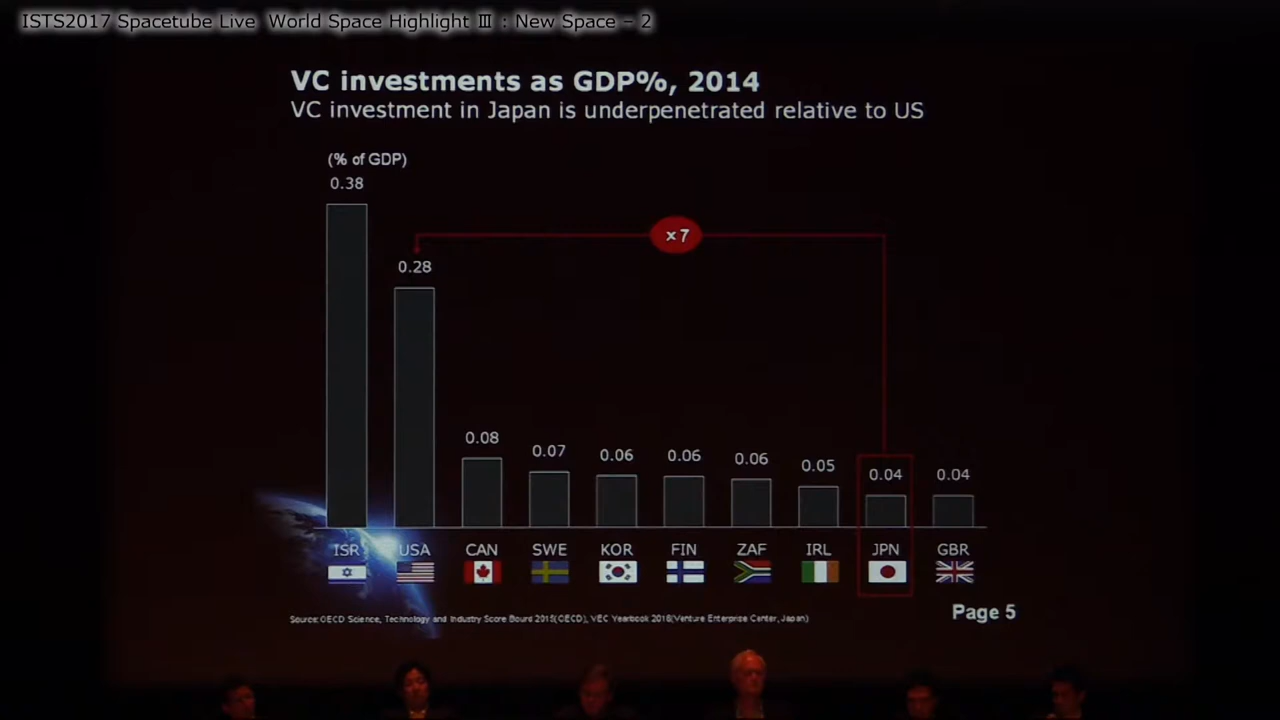 ISTS2017 Spacetube Live World Space Highlight Ⅲ : New Space – 2
VC investments as GDP%, 2014
VC investment in Japan is underpenetrated relative to US
(% of GDP)
0.38
x 7
0.28
0.08
0.07
0.06
0.06
0.06
0.05
0.04
0.04
ISR USA CAN SWE KOR FIN ZAF IRL JPN GBR
Page 5
Source: OECD Science, Technology and Industry Score Bourd 2015(OECD), VEC Yearbook 2016(Venture Enterprise Center, Japan)